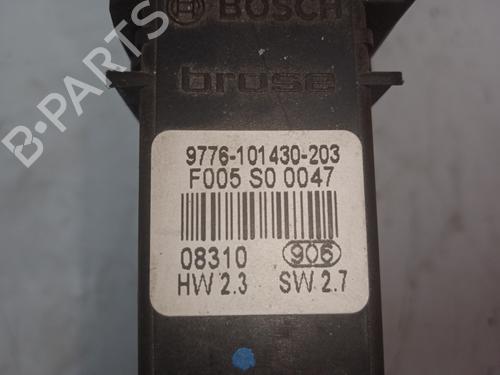 BOSCH
brose
B-PARTS
9776-101430-203
F005 S0 0047
08310 906
HW 2.3 SW 2.7